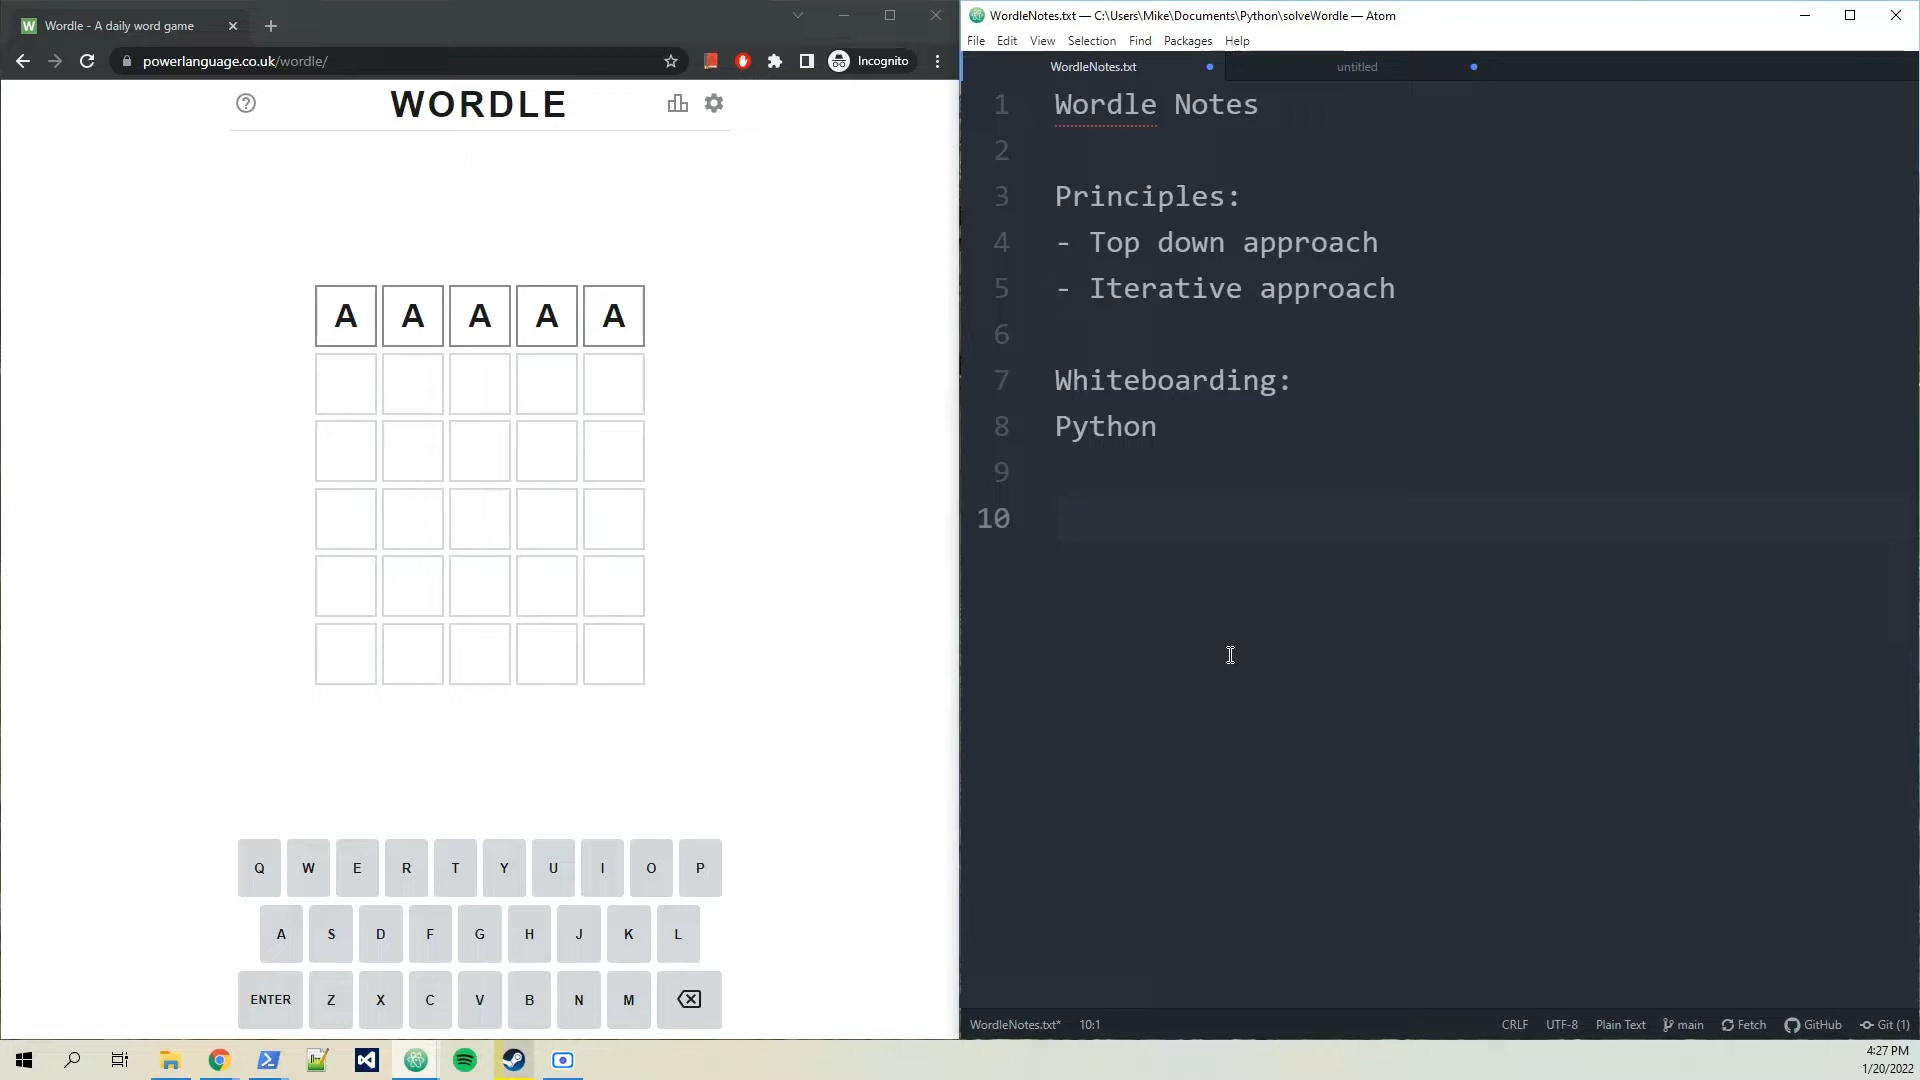 Wordle - A daily word game
powerlanguage.co.uk/wordle/
Incognito
WORDLE
A A A A A
Q W E R T Y U I O P
A S D F G H J K L
ENTER Z X C V B N M
WordleNotes.txt — C:\Users\Mike\Documents\Python\solveWordle — Atom
File Edit View Selection Find Packages Help
WordleNotes.txt untitled
1 Wordle Notes
2
3 Principles:
4 - Top down approach
5 - Iterative approach
6
7 Whiteboarding:
8 Python
9
10
WordleNotes.txt* 10:1 CRLF UTF-8 Plain Text main Fetch GitHub Git (1)
4:27 PM
1/20/2022